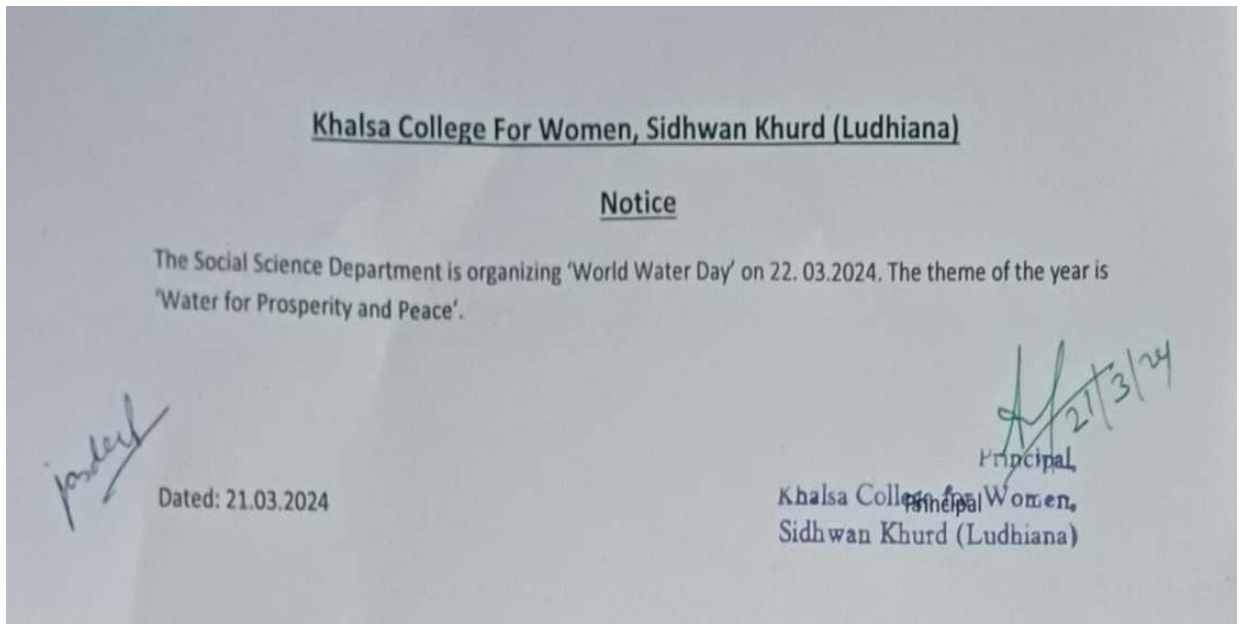 Khalsa College For Women, Sidhwan Khurd (Ludhiana)
Notice
The Social Science Department is organizing ‘World Water Day’ on 22. 03.2024. The theme of the year is
‘Water for Prosperity and Peace’.
21/3/24
Principal,
Dated: 21.03.2024
Khalsa College for Women,
Principal
Sidhwan Khurd (Ludhiana)